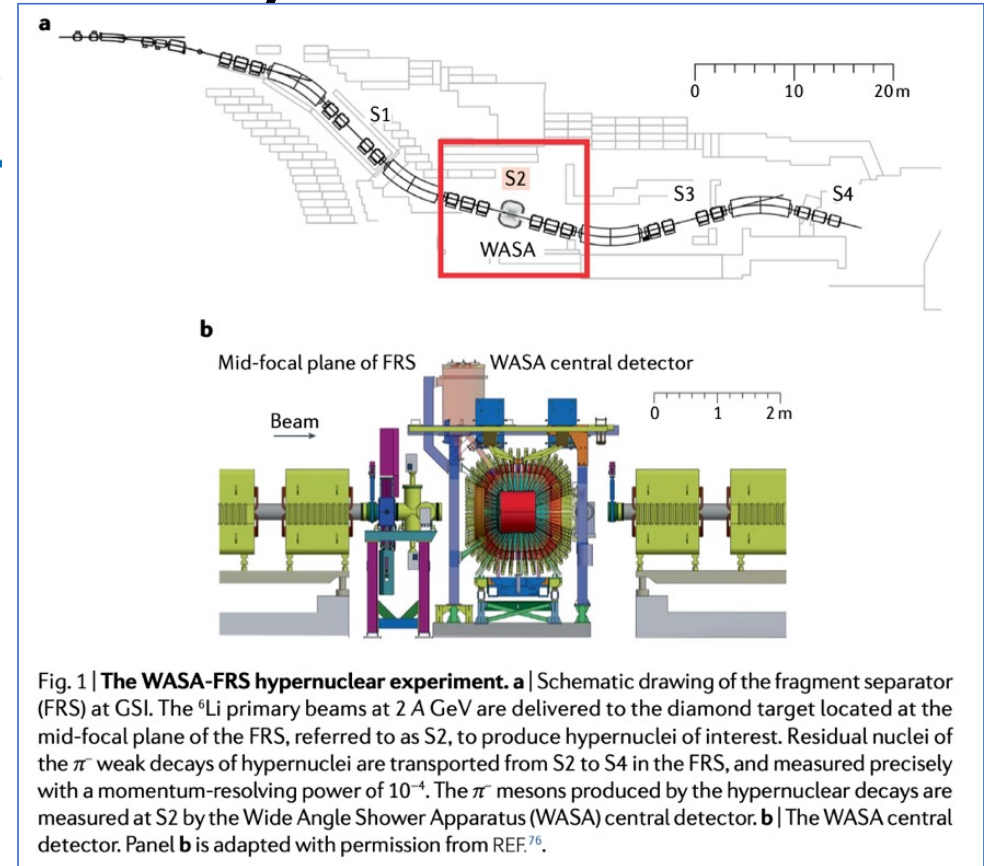 a
S1
S2
WASA
S3
S4
0 10 20 m
b
Mid-focal plane of FRS
WASA central detector
Beam
0 1 2 m
Fig. 1 | The WASA-FRS hypernuclear experiment. a | Schematic drawing of the fragment separator
(FRS) at GSI. The ⁶Li primary beams at 2 A GeV are delivered to the diamond target located at the
mid-focal plane of the FRS, referred to as S2, to produce hypernuclei of interest. Residual nuclei of
the π⁻ weak decays of hypernuclei are transported from S2 to S4 in the FRS, and measured precisely
with a momentum-resolving power of 10⁻⁴. The π⁻ mesons produced by the hypernuclear decays are
measured at S2 by the Wide Angle Shower Apparatus (WASA) central detector. b | The WASA central
detector. Panel b is adapted with permission from REF.⁷⁶.